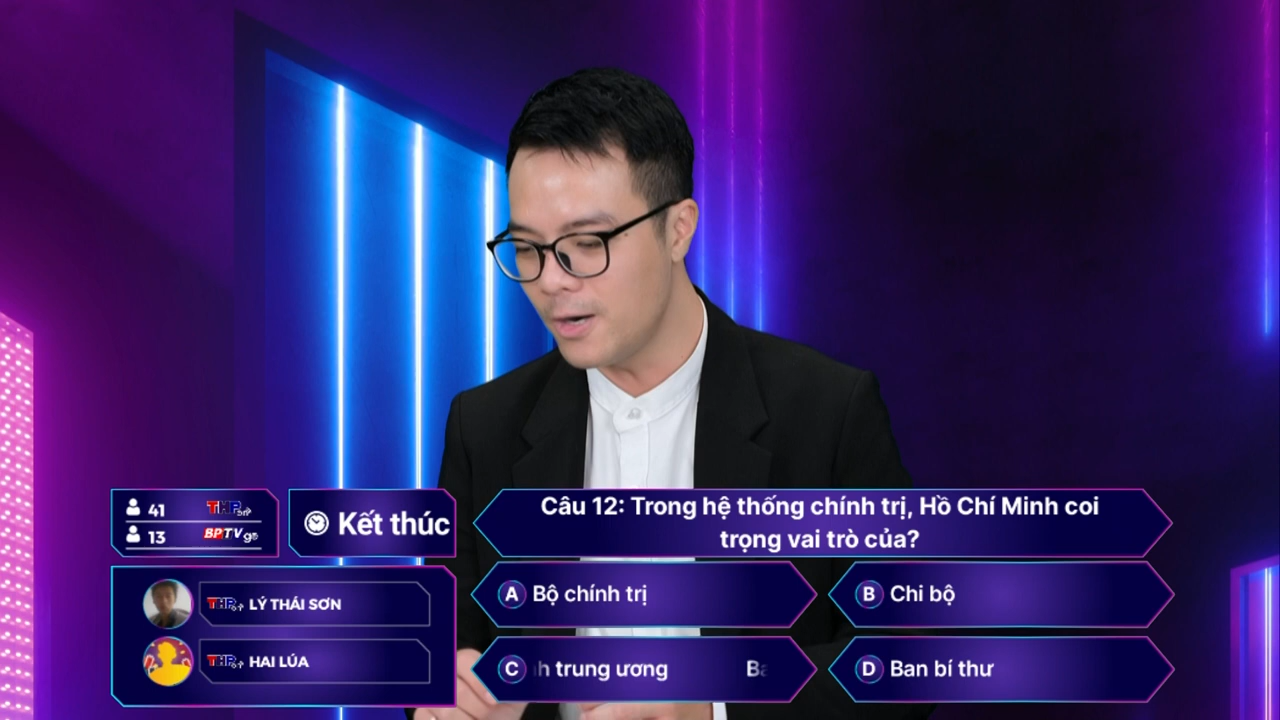 41 THP
13 BPTV go
Kết thúc
Câu 12: Trong hệ thống chính trị, Hồ Chí Minh coi
trọng vai trò của?
A Bộ chính trị
B Chi bộ
C h trung ương Ba
D Ban bí thư
THP LÝ THÁI SƠN
THP HAI LÚA